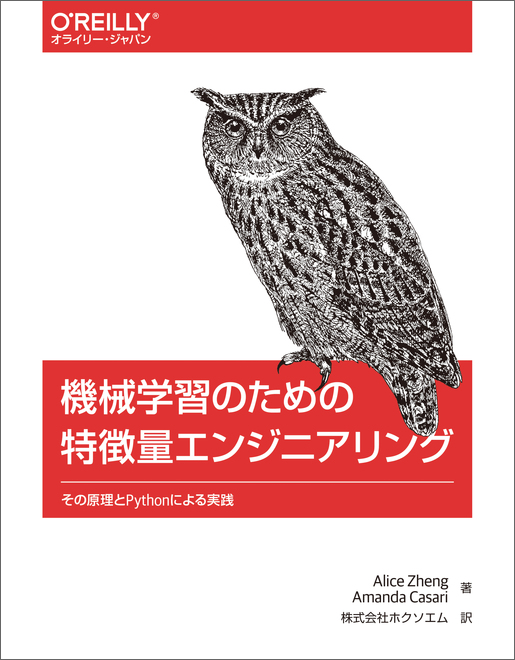 O'REILLY®
オライリー・ジャパン
機械学習のための
特徴量エンジニアリング
その原理とPythonによる実践
Alice Zheng
Amanda Casari
著
株式会社ホクソエム 訳